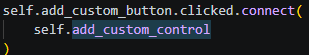 self.add_custom_button.clicked.connect(
    self.add_custom_control
)